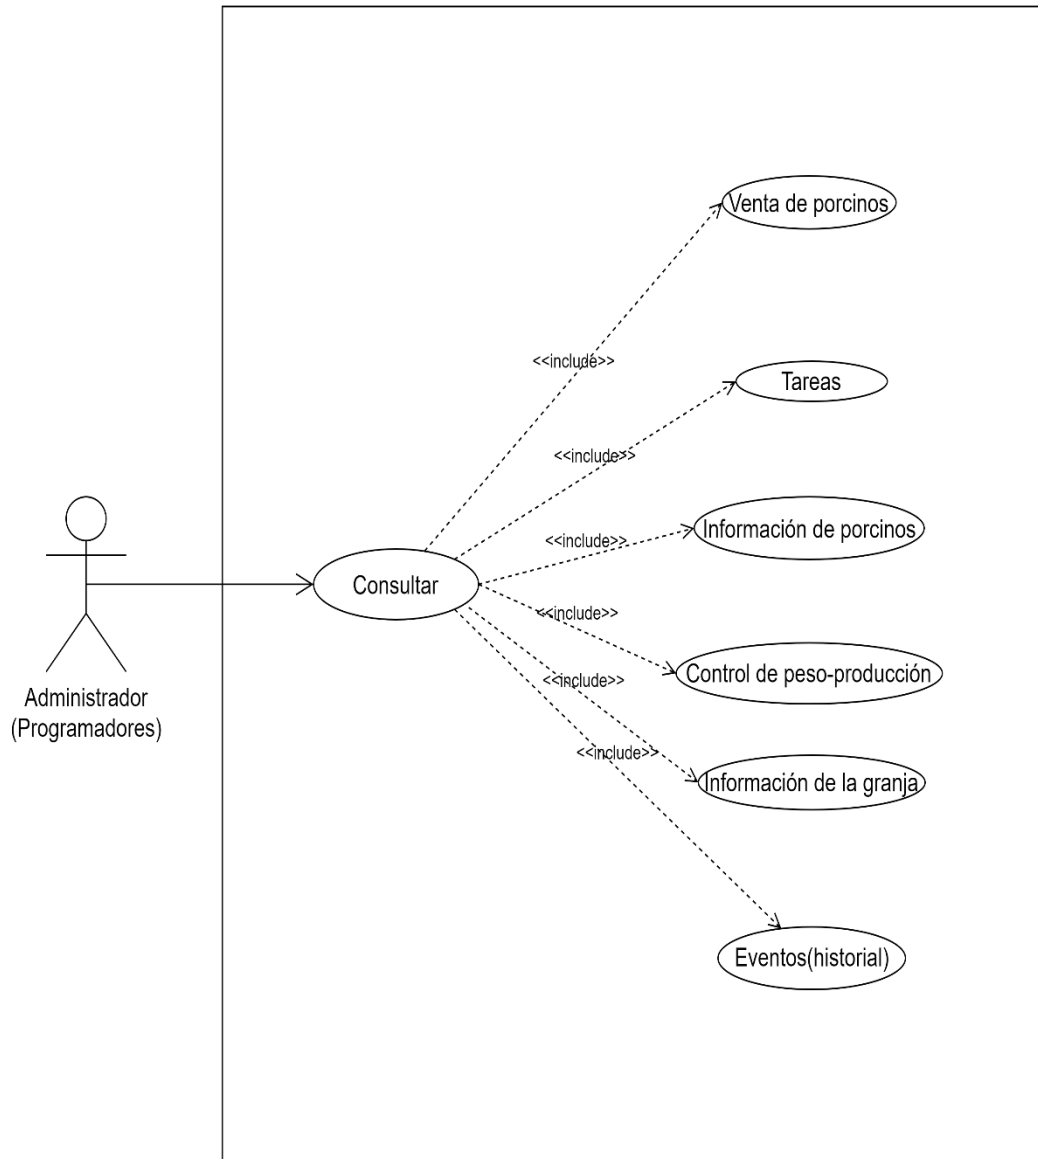 Venta de porcinos
<<include>>
Tareas
<<include>>
Información de porcinos
<<include>>
Consultar
<<include>>
Control de peso-producción
<<include>>
Administrador
(Programadores)
<<include>>
Información de la granja
Eventos(historial)